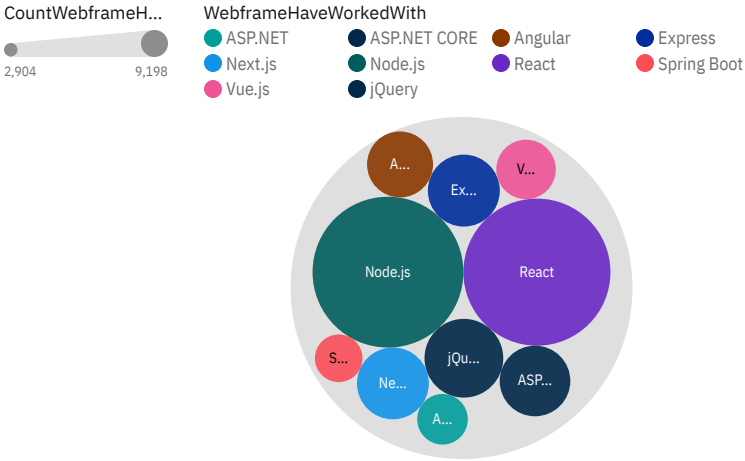 CountWebframeH...
WebframeHaveWorkedWith
2,904
9,198
ASP.NET
ASP.NET CORE
Angular
Express
Next.js
Node.js
React
Spring Boot
Vue.js
jQuery
A...
Ex...
V...
Node.js
React
S...
Ne...
jQu...
ASP...
A...